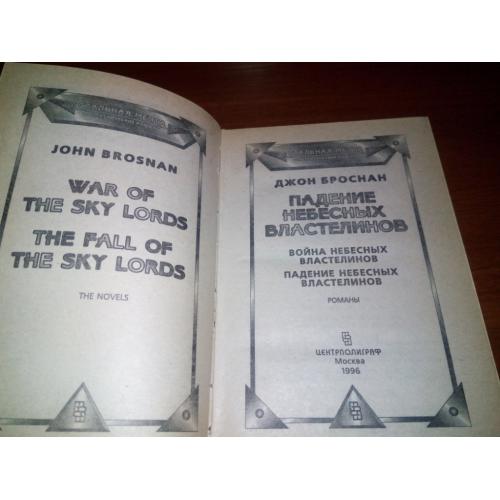 JOHN BROSNAN
WAR OF
THE SKY LORDS
THE FALL OF
THE SKY LORDS
THE NOVELS
ДЖОН БРОСНАН
ПАДЕНИЕ
НЕБЕСНЫХ
ВЛАСТЕЛИНОВ
ВОЙНА НЕБЕСНЫХ
ВЛАСТЕЛИНОВ
ПАДЕНИЕ НЕБЕСНЫХ
ВЛАСТЕЛИНОВ
РОМАНЫ
ЦЕНТРПОЛИГРАФ
Москва
1996